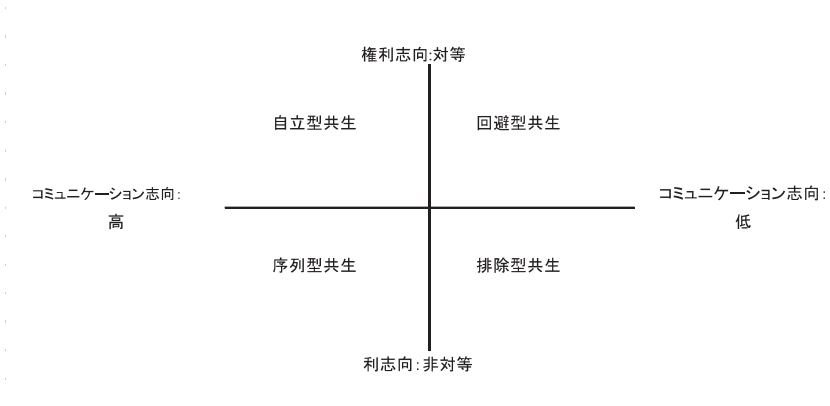 権利志向:対等
自立型共生
回避型共生
コミュニケーション志向:
高
コミュニケーション志向:
低
序列型共生
排除型共生
利志向:非対等